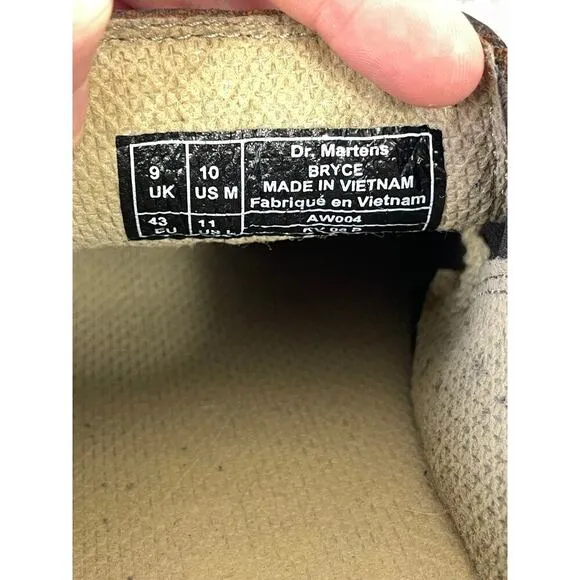 9
UK
10
US M
43
EU
11
US L
Dr. Martens
BRYCE
MADE IN VIETNAM
Fabriqué en Vietnam
AW004